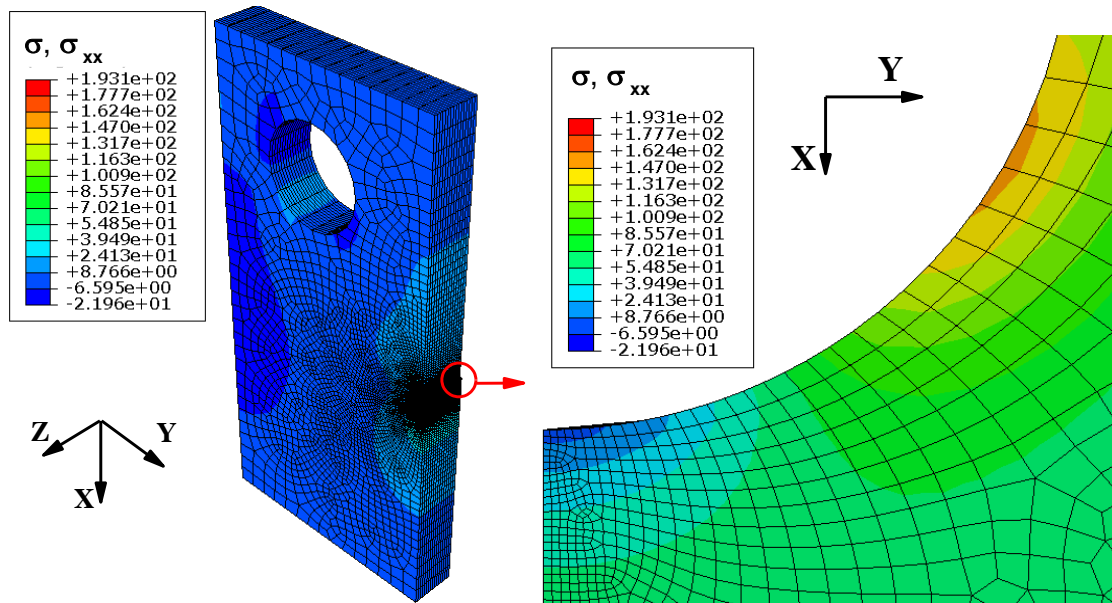 σ, σ xx
+1.931e+02
+1.777e+02
+1.624e+02
+1.470e+02
+1.317e+02
+1.163e+02
+1.009e+02
+8.557e+01
+7.021e+01
+5.485e+01
+3.949e+01
+2.413e+01
+8.766e+00
-6.595e+00
-2.196e+01
Z
Y
X
σ, σ xx
+1.931e+02
+1.777e+02
+1.624e+02
+1.470e+02
+1.317e+02
+1.163e+02
+1.009e+02
+8.557e+01
+7.021e+01
+5.485e+01
+3.949e+01
+2.413e+01
+8.766e+00
-6.595e+00
-2.196e+01
Y
X